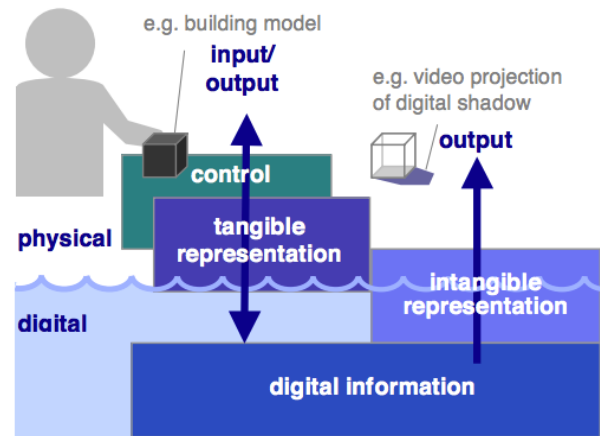 e.g. building model
input/
output
e.g. video projection
of digital shadow
output
control
tangible
representation
physical
intangible
representation
digital
digital information